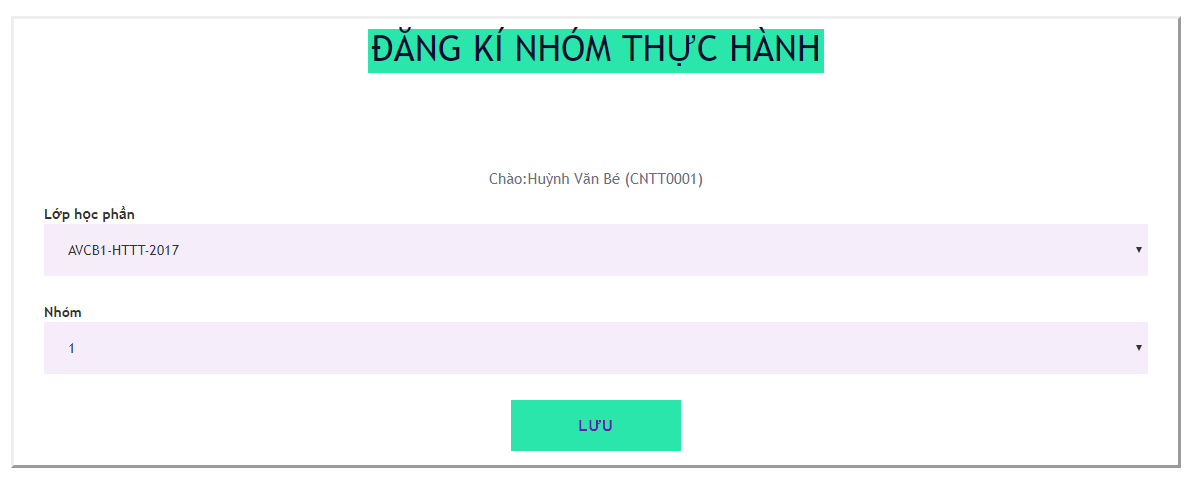 ĐĂNG KÍ NHÓM THỰC HÀNH
Chào:Huỳnh Văn Bé (CNTT0001)
Lớp học phần
AVCB1-HTTT-2017
Nhóm
1
LƯU